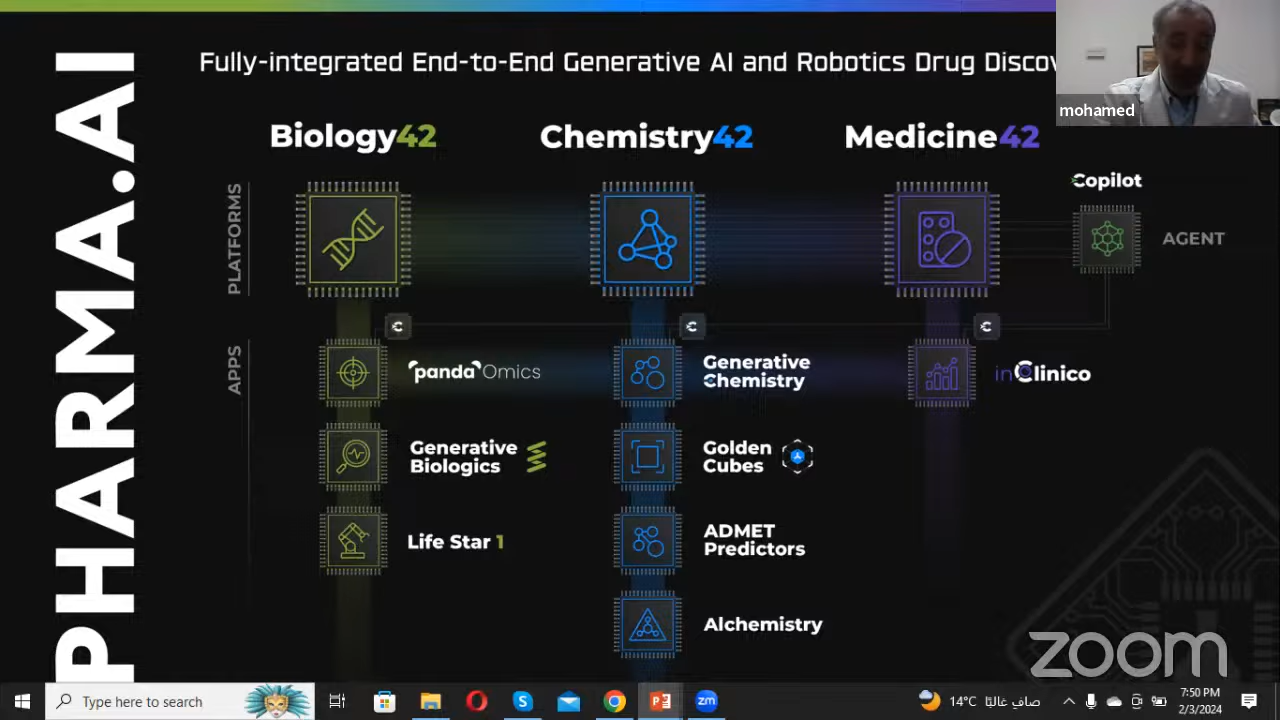 PHARMA.AI
Fully-integrated End-to-End Generative AI and Robotics Drug Discov
mohamed
Biology42
Chemistry42
Medicine42
Copilot
PLATFORMS
AGENT
C
C
C
APPS
pandaOmics
Generative
Chemistry
inClinico
Generative
Biologics
Golden
Cubes
Life Star 1
ADMET
Predictors
Alchemistry
zoom
Type here to search
14°C
صافٍ غالبًا
7:50 PM
2/3/2024
zm